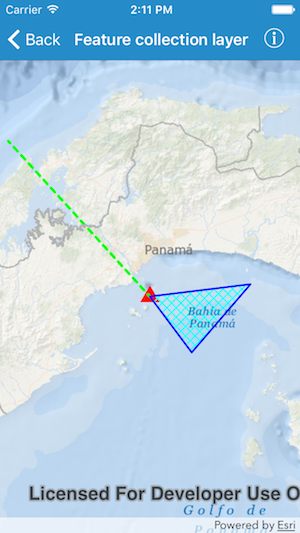 Carrier 2:11 PM
Back Feature collection layer
Panamá
Bahía de
Panamá
Licensed For Developer Use O
Golfo de
Panamá
Powered by Esri